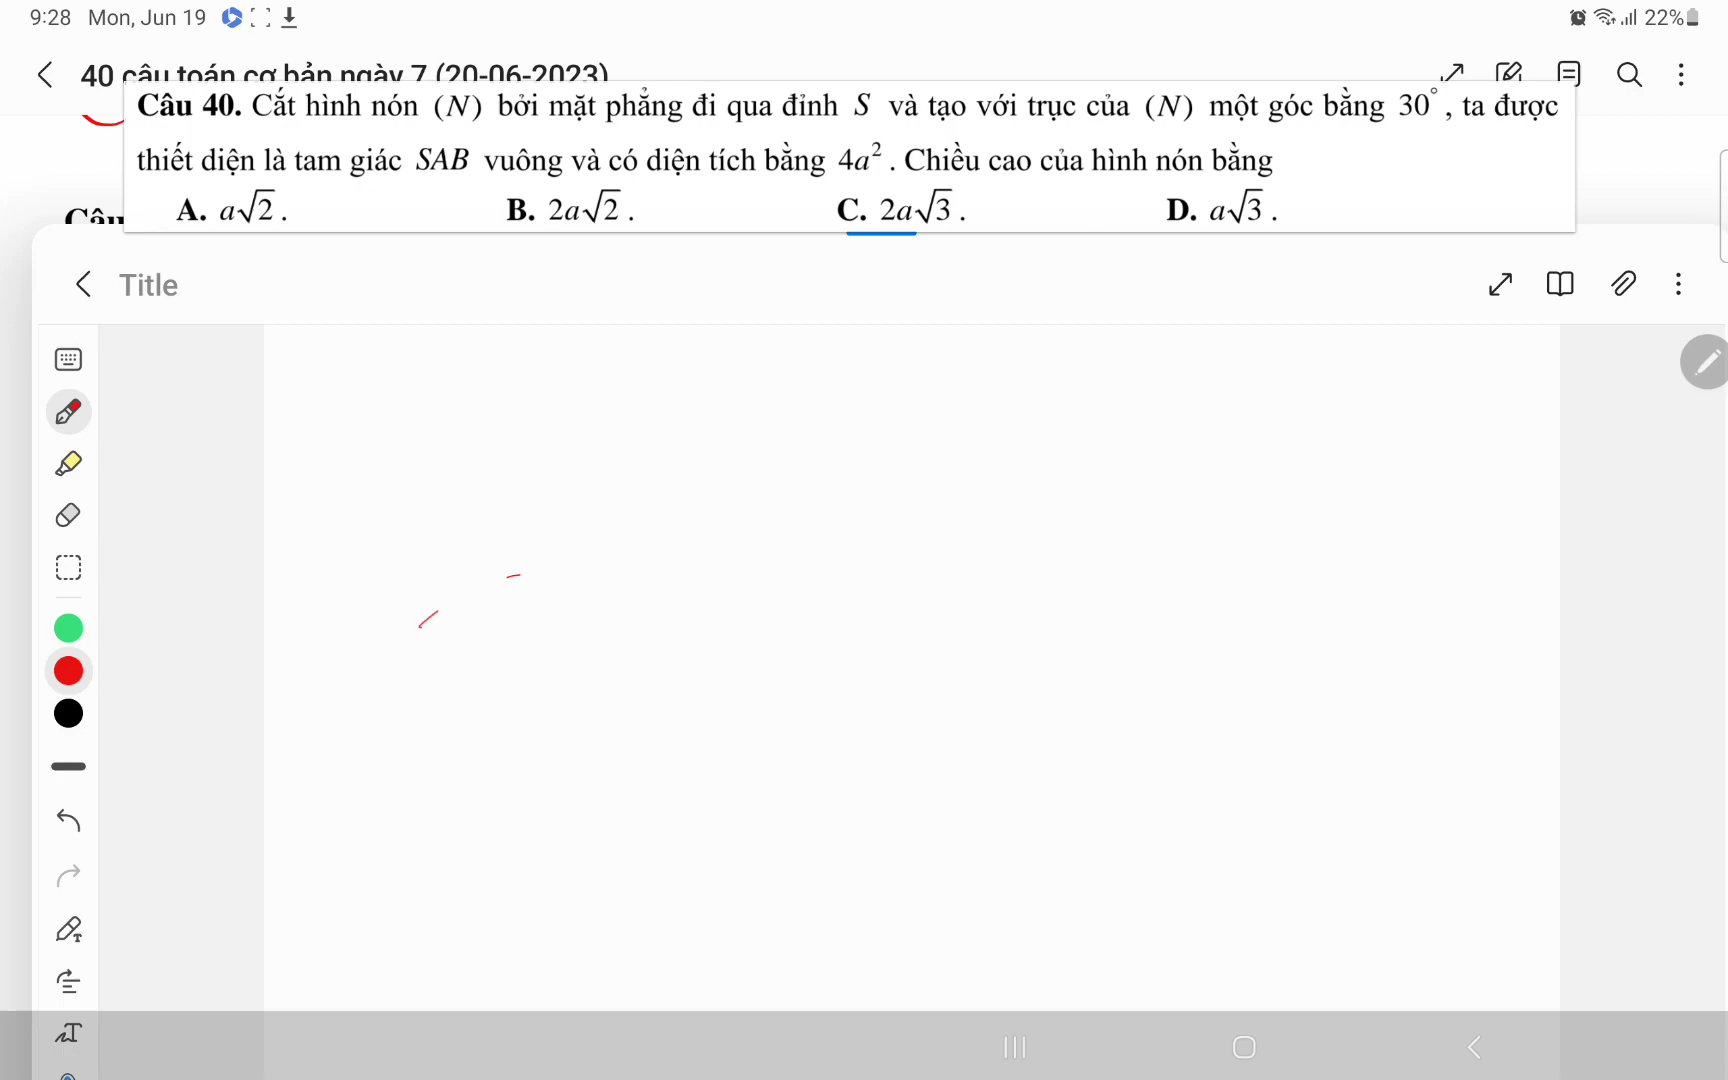 9:28 Mon, Jun 19 22%
40 câu toán cơ bản ngày 7 (20-06-2023)
Câu 40. Cắt hình nón (N) bởi mặt phẳng đi qua đỉnh S và tạo với trục của (N) một góc bằng 30°, ta được
thiết diện là tam giác SAB vuông và có diện tích bằng 4a². Chiều cao của hình nón bằng
A. a√2. B. 2a√2. C. 2a√3. D. a√3.
Câu
Title